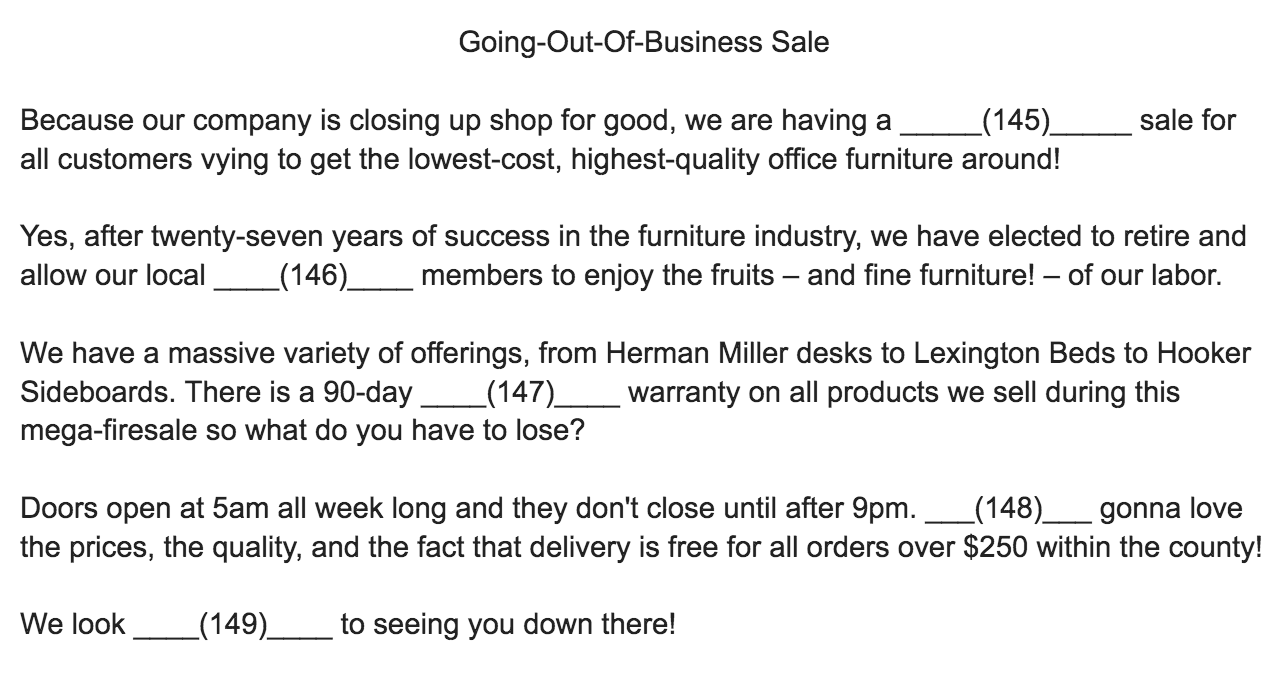 Going-Out-Of-Business Sale
Because our company is closing up shop for good, we are having a _____(145)_____ sale for
all customers vying to get the lowest-cost, highest-quality office furniture around!
Yes, after twenty-seven years of success in the furniture industry, we have elected to retire and
allow our local ____(146)____ members to enjoy the fruits – and fine furniture! – of our labor.
We have a massive variety of offerings, from Herman Miller desks to Lexington Beds to Hooker
Sideboards. There is a 90-day ____(147)____ warranty on all products we sell during this
mega-firesale so what do you have to lose?
Doors open at 5am all week long and they don't close until after 9pm. ___(148)___ gonna love
the prices, the quality, and the fact that delivery is free for all orders over $250 within the county!
We look ____(149)____ to seeing you down there!